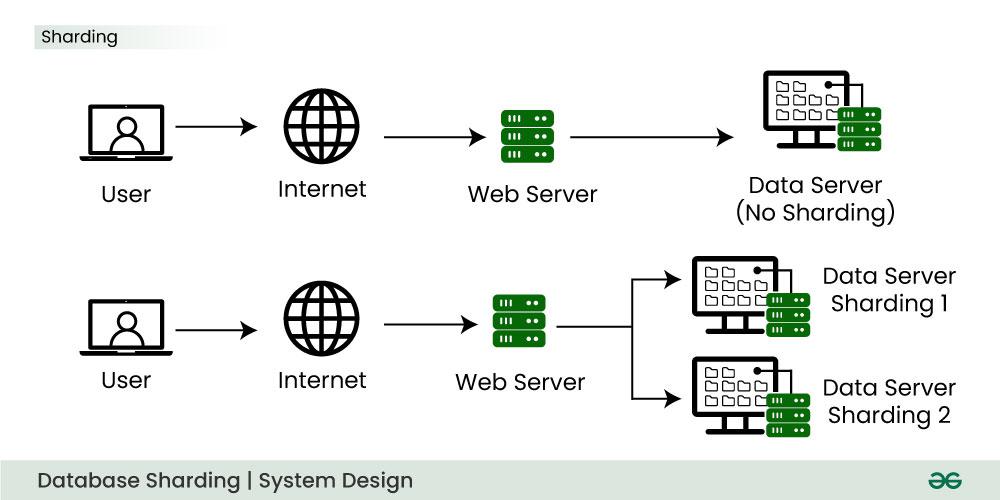 Sharding
User
Internet
Web Server
Data Server
(No Sharding)
User
Internet
Web Server
Data Server
Sharding 1
Data Server
Sharding 2
Database Sharding | System Design